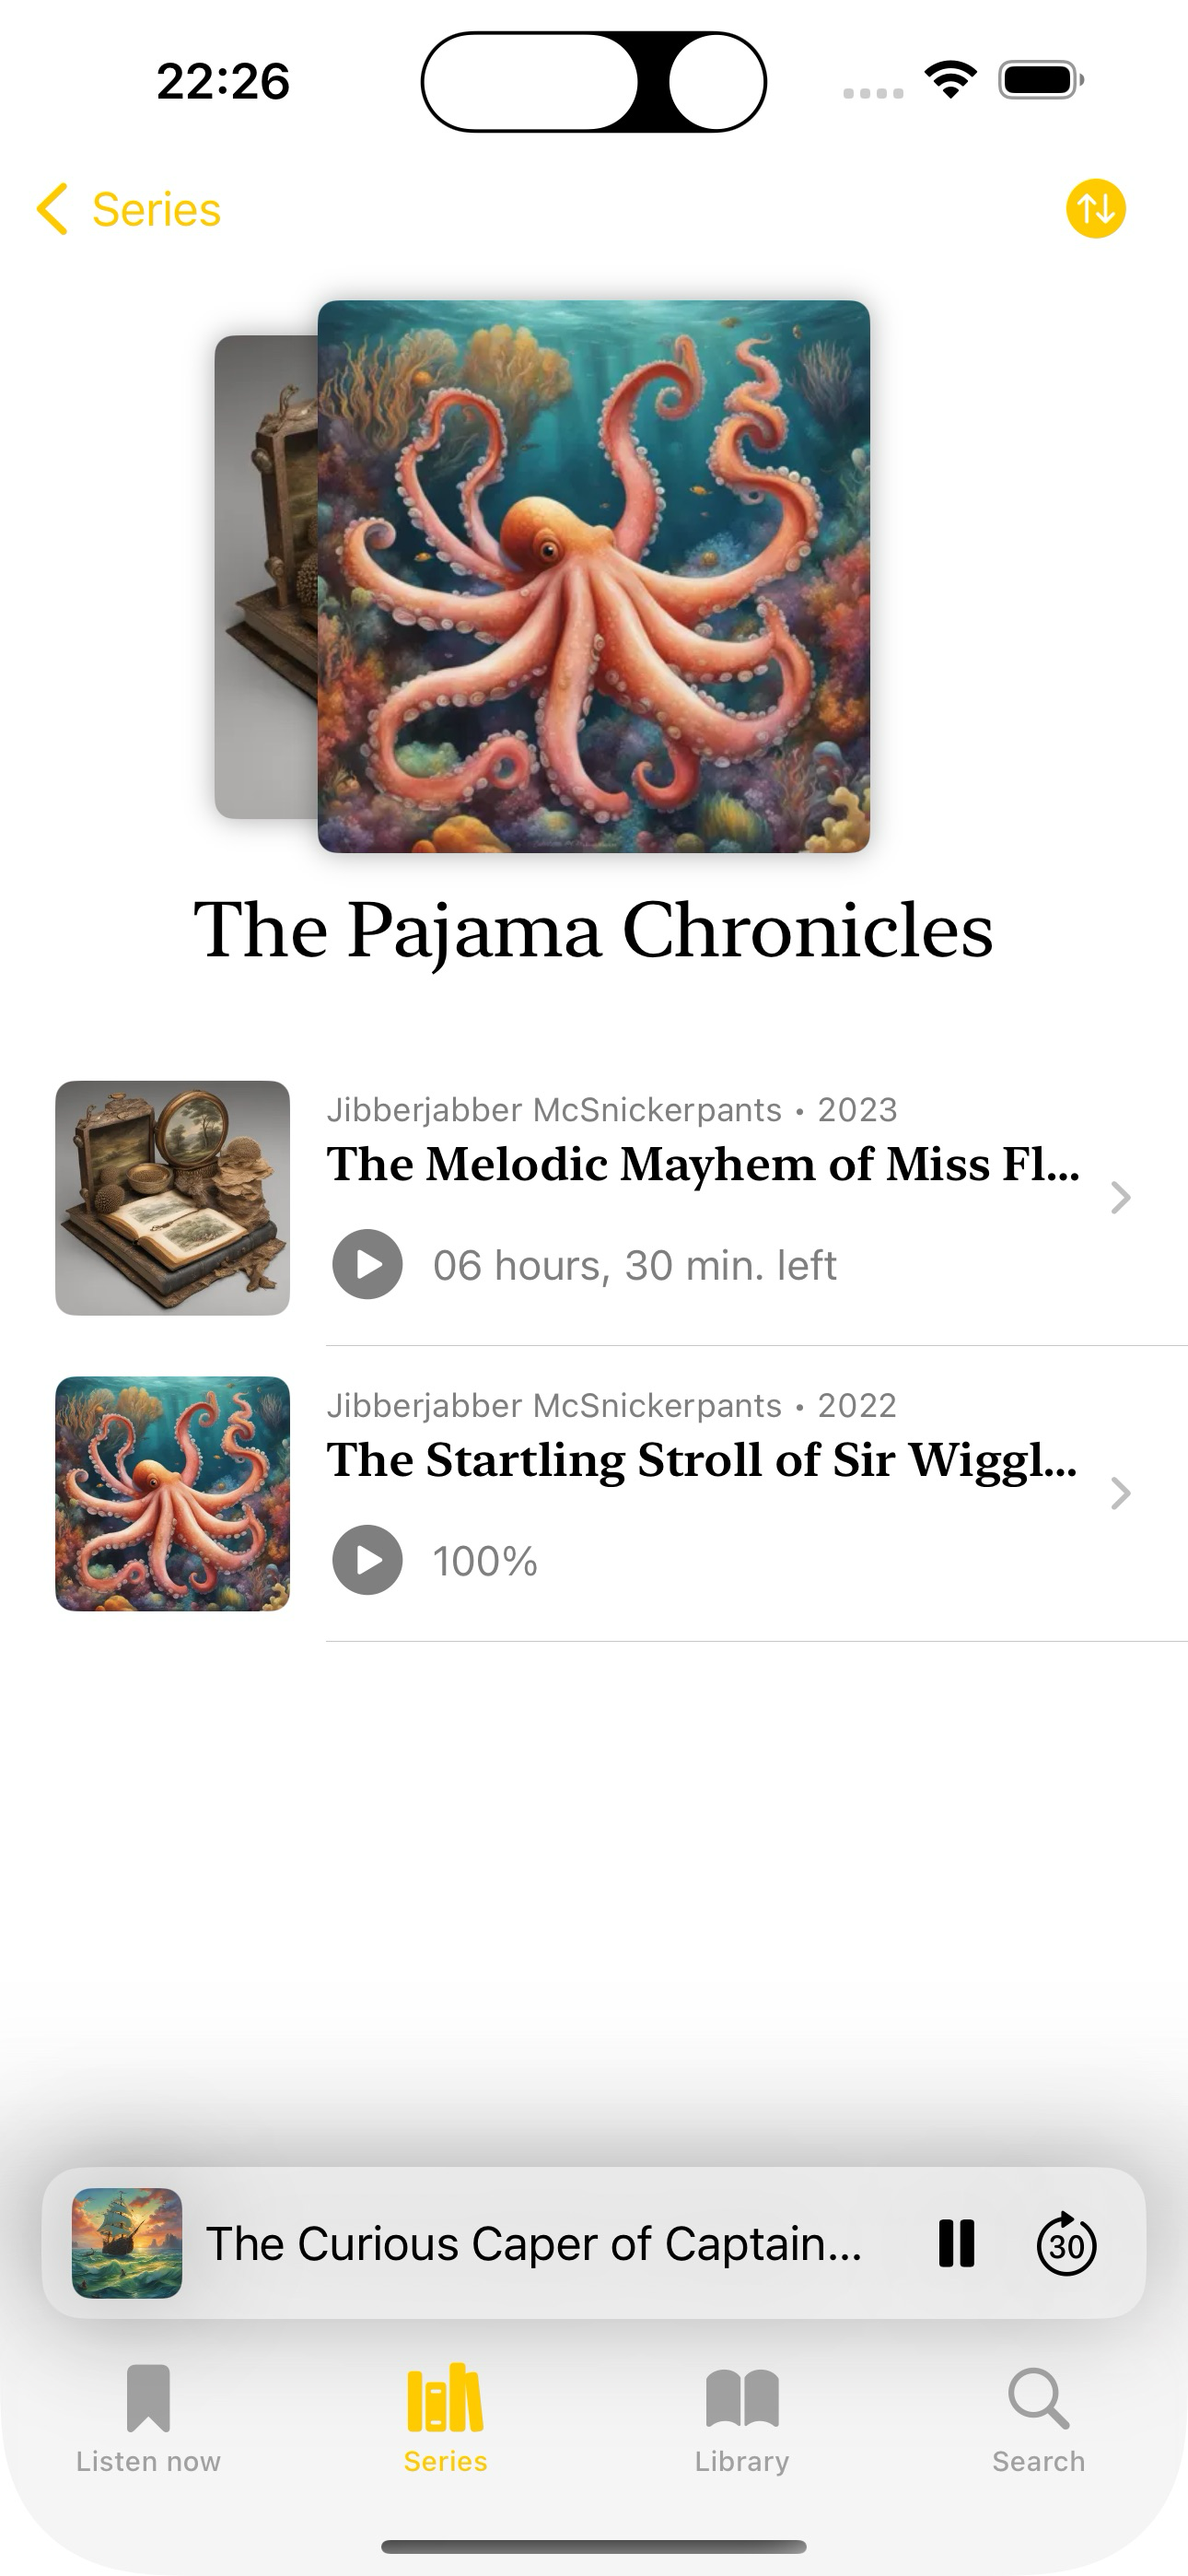 22:26
Series
The Pajama Chronicles
Jibberjabber McSnickerpants • 2023
The Melodic Mayhem of Miss Fl...
06 hours, 30 min. left
Jibberjabber McSnickerpants • 2022
The Startling Stroll of Sir Wiggl...
100%
The Curious Caper of Captain...
30
Listen now
Series
Library
Search